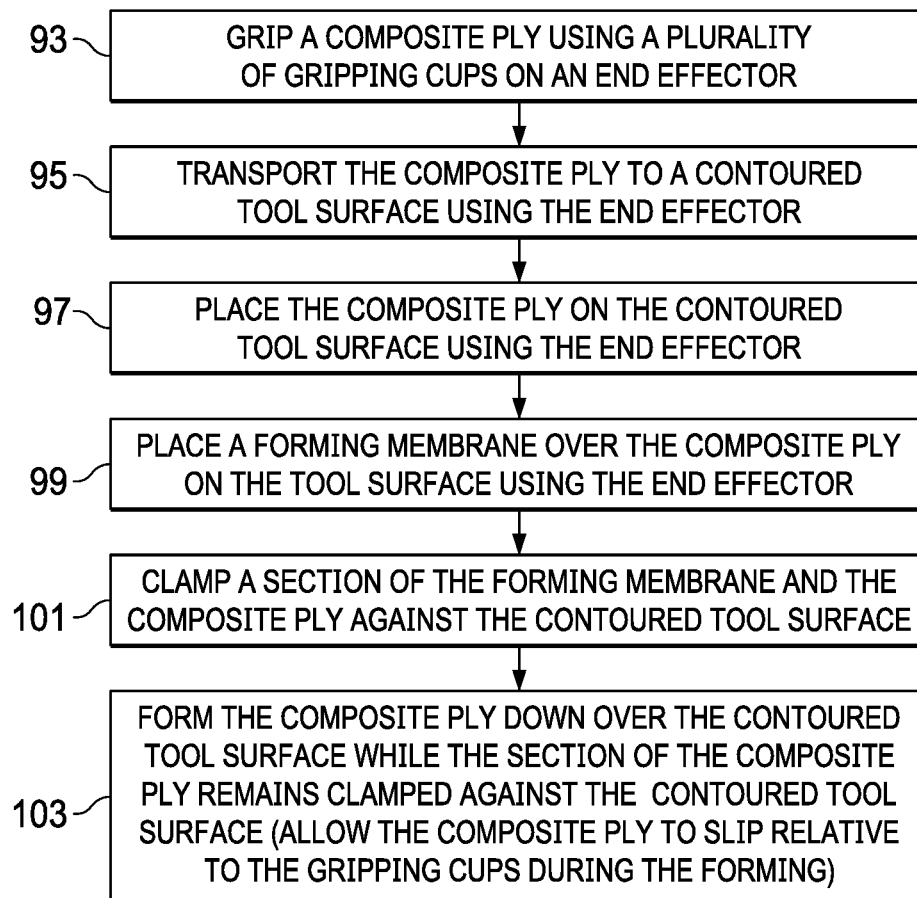 93
GRIP A COMPOSITE PLY USING A PLURALITY
OF GRIPPING CUPS ON AN END EFFECTOR
95
TRANSPORT THE COMPOSITE PLY TO A CONTOURED
TOOL SURFACE USING THE END EFFECTOR
97
PLACE THE COMPOSITE PLY ON THE CONTOURED
TOOL SURFACE USING THE END EFFECTOR
99
PLACE A FORMING MEMBRANE OVER THE COMPOSITE PLY
ON THE TOOL SURFACE USING THE END EFFECTOR
101
CLAMP A SECTION OF THE FORMING MEMBRANE AND THE
COMPOSITE PLY AGAINST THE CONTOURED TOOL SURFACE
103
FORM THE COMPOSITE PLY DOWN OVER THE CONTOURED
TOOL SURFACE WHILE THE SECTION OF THE COMPOSITE
PLY REMAINS CLAMPED AGAINST THE CONTOURED TOOL
SURFACE (ALLOW THE COMPOSITE PLY TO SLIP RELATIVE
TO THE GRIPPING CUPS DURING THE FORMING)